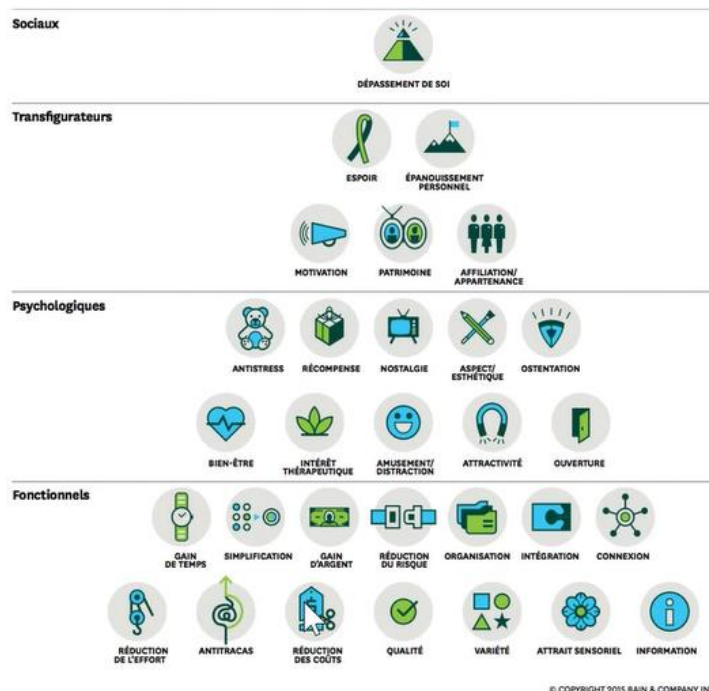 Sociaux
DÉPASSEMENT DE SOI
Transfigurateurs
ESPOIR
ÉPANOUISSEMENT
PERSONNEL
MOTIVATION
PATRIMOINE
AFFILIATION/
APPARTENANCE
Psychologiques
ANTISTRESS
RÉCOMPENSE
NOSTALGIE
ASPECT/
ESTHÉTIQUE
OSTENTATION
BIEN-ÊTRE
INTÉRÊT
THÉRAPEUTIQUE
AMUSEMENT/
DISTRACTION
ATTRACTIVITÉ
OUVERTURE
Fonctionnels
GAIN
DE TEMPS
SIMPLIFICATION
GAIN
D'ARGENT
RÉDUCTION
DU RISQUE
ORGANISATION
INTÉGRATION
CONNEXION
RÉDUCTION
DE L'EFFORT
ANTITRACAS
RÉDUCTION
DES COÛTS
QUALITÉ
VARIÉTÉ
ATTRAIT SENSORIEL
INFORMATION
© COPYRIGHT 2015 BAIN & COMPANY IN